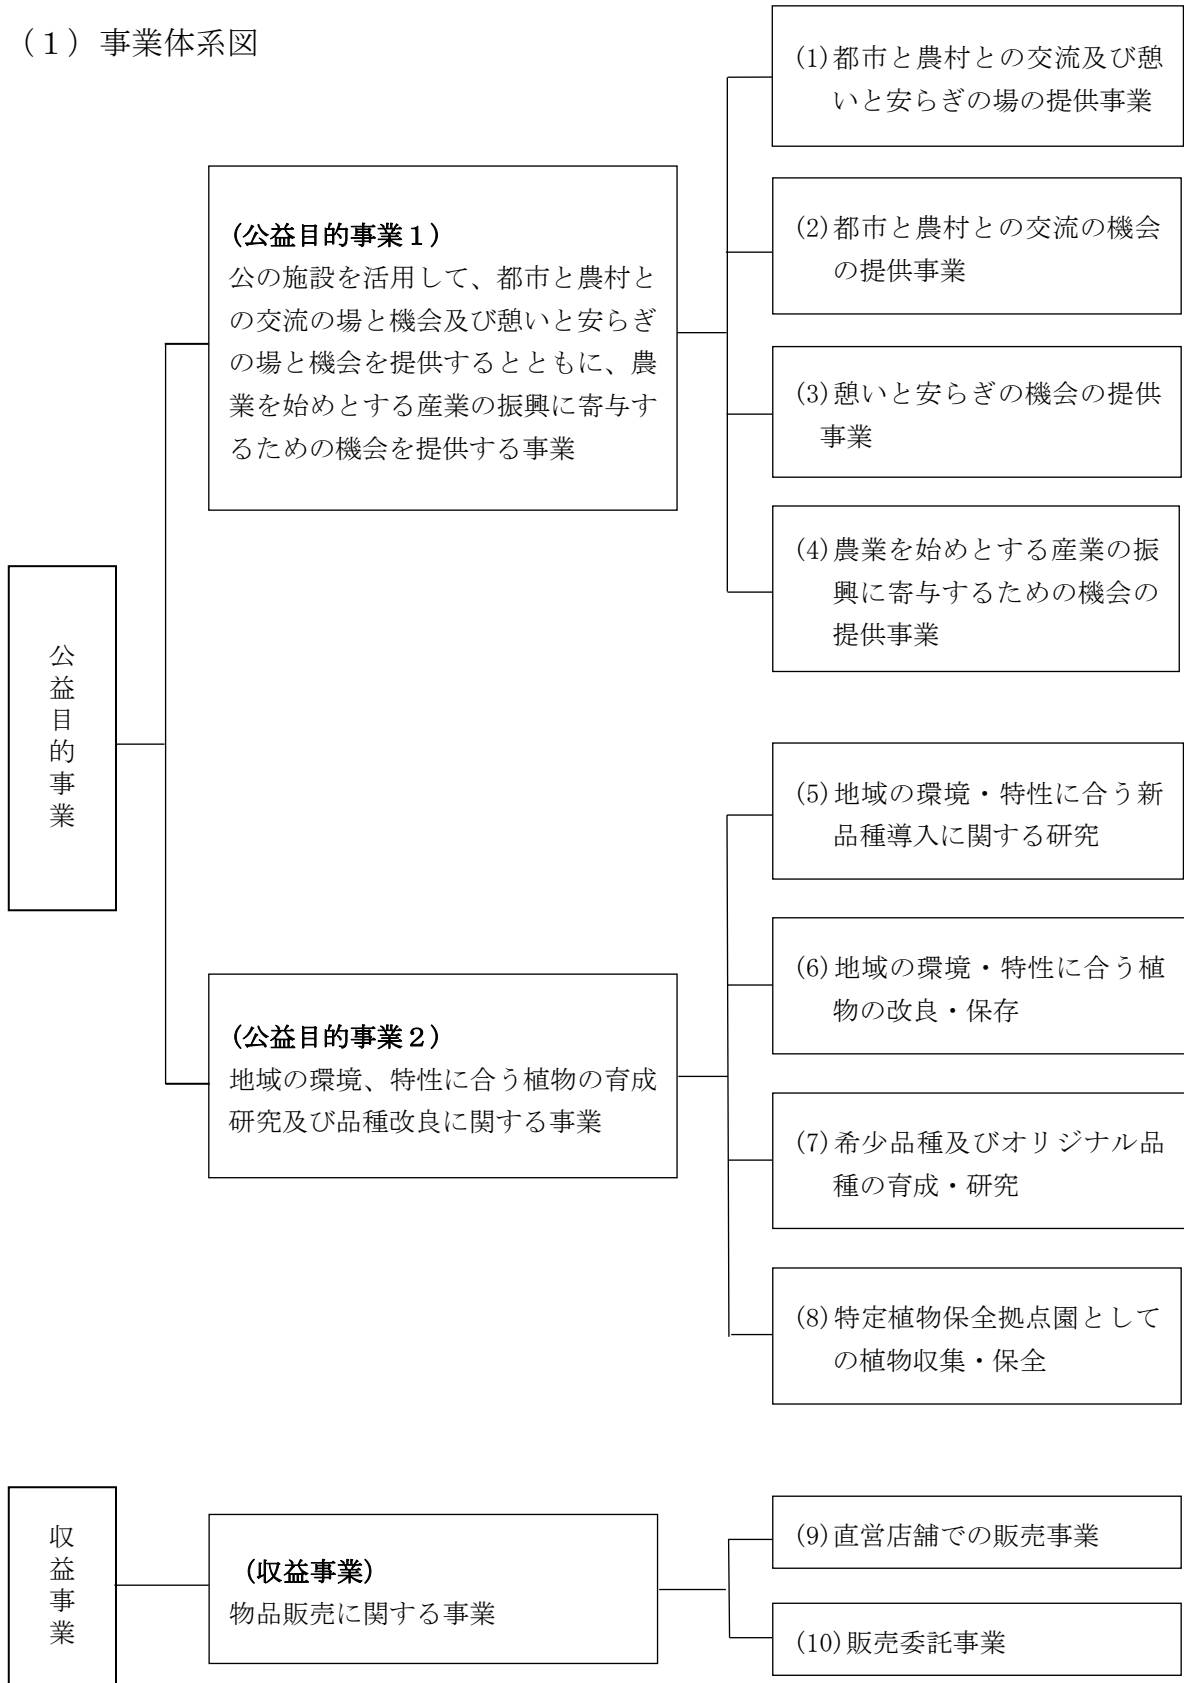 （１）事業体系図
公益目的事業
(公益目的事業１)
公の施設を活用して、都市と農村と
の交流の場と機会及び憩いと安らぎ
の場と機会を提供するとともに、農
業を始めとする産業の振興に寄与す
るための機会を提供する事業
(1)都市と農村との交流及び憩
いと安らぎの場の提供事業
(2)都市と農村との交流の機会
の提供事業
(3)憩いと安らぎの機会の提供
事業
(4)農業を始めとする産業の振
興に寄与するための機会の
提供事業
(公益目的事業２)
地域の環境、特性に合う植物の育成
研究及び品種改良に関する事業
(5)地域の環境・特性に合う新
品種導入に関する研究
(6)地域の環境・特性に合う植
物の改良・保存
(7)希少品種及びオリジナル品
種の育成・研究
(8)特定植物保全拠点園として
の植物収集・保全
収益事業
(収益事業)
物品販売に関する事業
(9)直営店舗での販売事業
(10)販売委託事業